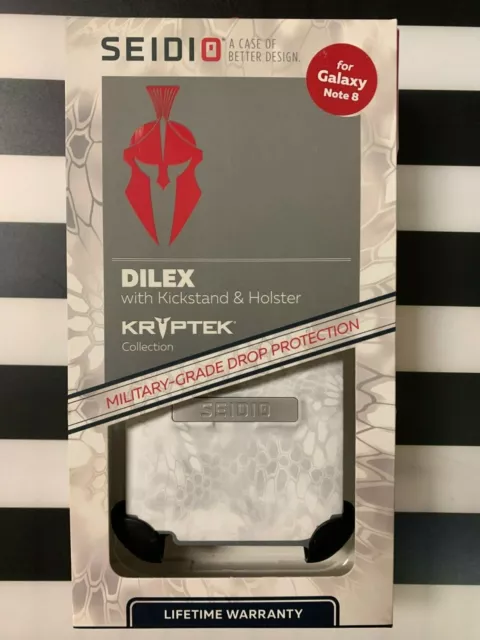 SEIDIO™
A CASE OF
BETTER DESIGN.
for
Galaxy
Note 8
DILEX
with Kickstand & Holster
KRYPTEK®
Collection
MILITARY-GRADE DROP PROTECTION
SEIDIO
LIFETIME WARRANTY